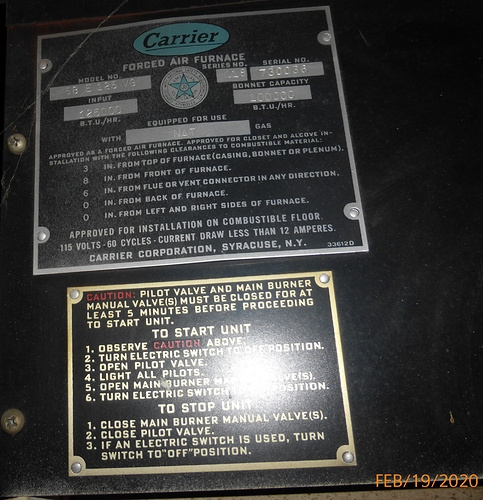 Carrier
FORCED AIR FURNACE
MODEL NO.
SERIES NO.
SERIAL NO.
INPUT
BONNET CAPACITY
125000
100000
B.T.U./HR.
B.T.U./HR.
EQUIPPED FOR USE
WITH NAT GAS
APPROVED AS A FORCED AIR FURNACE. APPROVED FOR CLOSET AND ALCOVE IN-
STALLATION WITH THE FOLLOWING CLEARANCES TO COMBUSTIBLE MATERIAL:
3 IN. FROM TOP OF FURNACE (CASING, BONNET OR PLENUM).
8 IN. FROM FRONT OF FURNACE.
6 IN. FROM FLUE OR VENT CONNECTOR IN ANY DIRECTION.
0 IN. FROM BACK OF FURNACE.
0 IN. FROM LEFT AND RIGHT SIDES OF FURNACE.
APPROVED FOR INSTALLATION ON COMBUSTIBLE FLOOR.
115 VOLTS-60 CYCLES-CURRENT DRAW LESS THAN 12 AMPERES.
CARRIER CORPORATION, SYRACUSE, N.Y. 33612D
CAUTION: PILOT VALVE AND MAIN BURNER
MANUAL VALVE(S) MUST BE CLOSED FOR AT
LEAST 5 MINUTES BEFORE PROCEEDING
TO START UNIT.
TO START UNIT
1. OBSERVE CAUTION ABOVE.
2. TURN ELECTRIC SWITCH TO "OFF" POSITION.
3. OPEN PILOT VALVE.
4. LIGHT ALL PILOTS.
5. OPEN MAIN BURNER MANUAL VALVE(S).
6. TURN ELECTRIC SWITCH POSITION.
TO STOP UNIT
1. CLOSE MAIN BURNER MANUAL VALVE(S).
2. CLOSE PILOT VALVE.
3. IF AN ELECTRIC SWITCH IS USED, TURN
SWITCH TO "OFF" POSITION.
FEB/19/2020